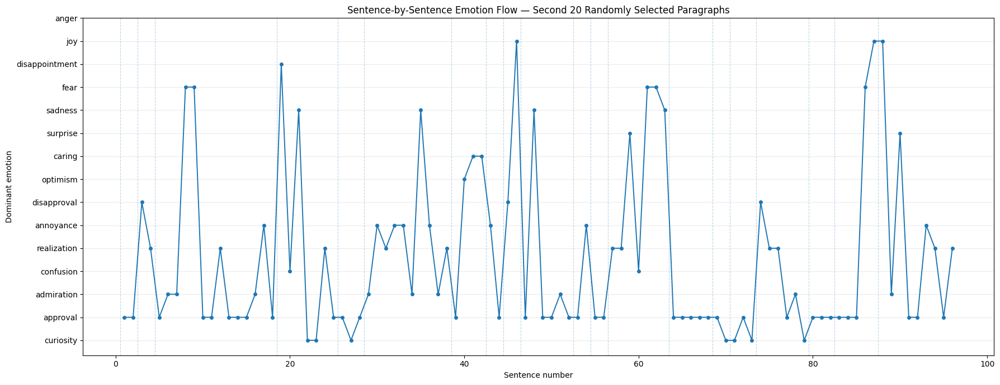 Sentence-by-Sentence Emotion Flow — Second 20 Randomly Selected Paragraphs
anger
joy
disappointment
fear
sadness
surprise
caring
optimism
disapproval
annoyance
realization
confusion
admiration
approval
curiosity
Dominant emotion
0 20 40 60 80 100
Sentence number